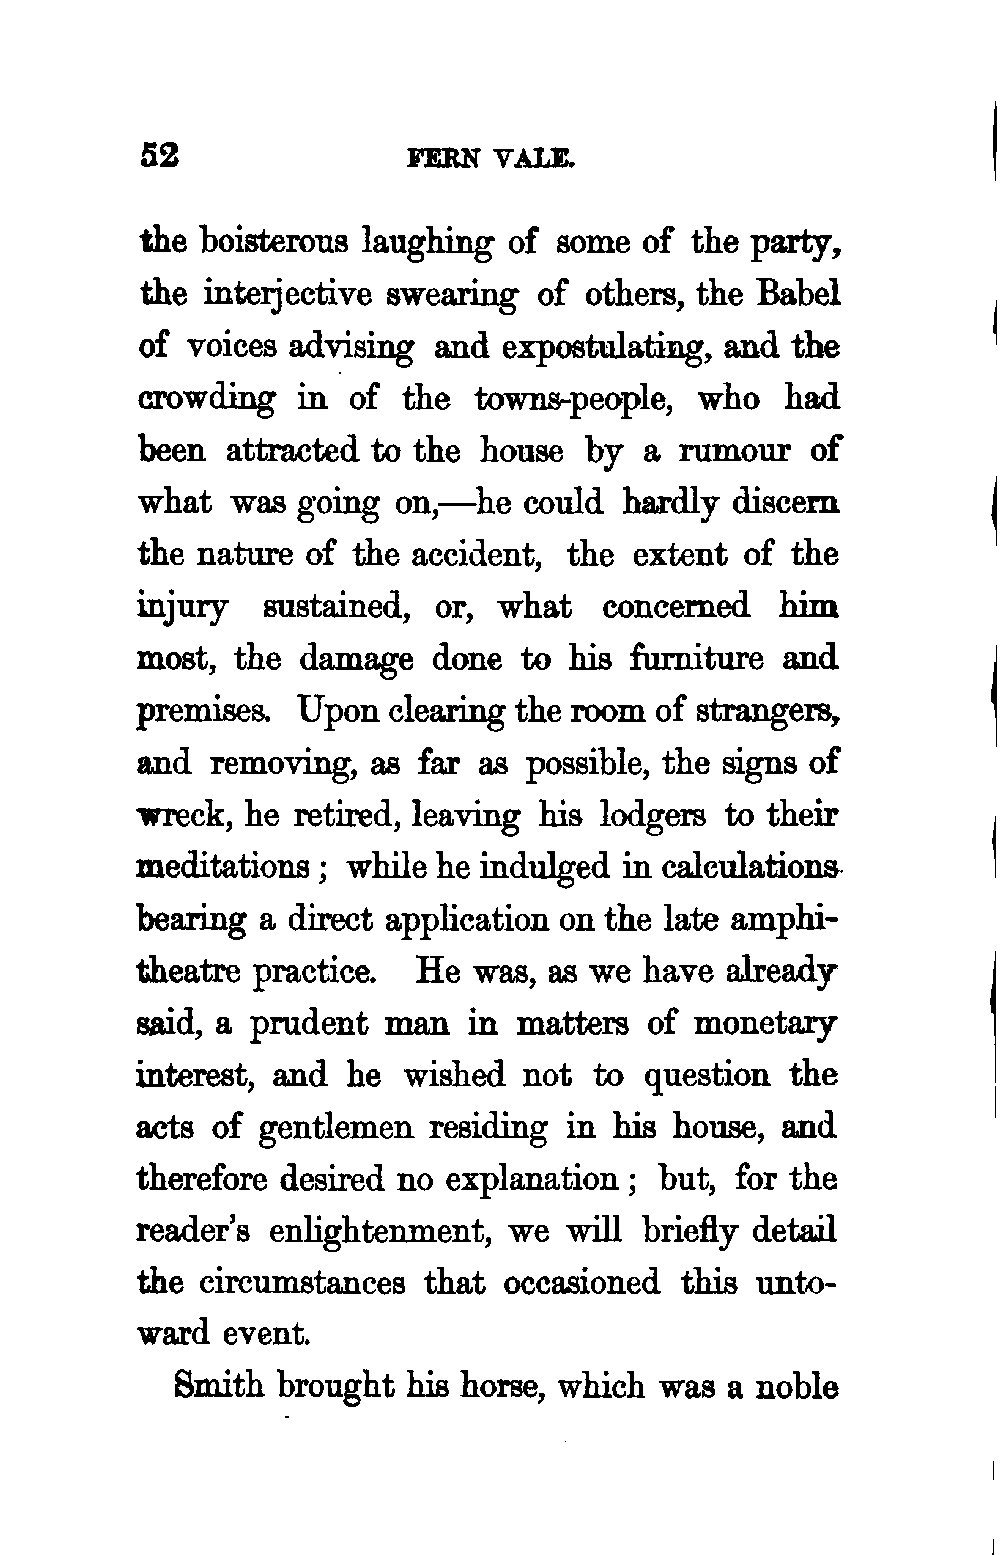 52 FERN VALE.
the boisterous laughing of some of the party,
the interjective swearing of others, the Babel
of voices advising and expostulating, and the
crowding in of the towns-people, who had
been attracted to the house by a rumour of
what was going on,—he could hardly discern
the nature of the accident, the extent of the
injury sustained, or, what concerned him
most, the damage done to his furniture and
premises. Upon clearing the room of strangers,
and removing, as far as possible, the signs of
wreck, he retired, leaving his lodgers to their
meditations ; while he indulged in calculations
bearing a direct application on the late amphi-
theatre practice. He was, as we have already
said, a prudent man in matters of monetary
interest, and he wished not to question the
acts of gentlemen residing in his house, and
therefore desired no explanation ; but, for the
reader's enlightenment, we will briefly detail
the circumstances that occasioned this unto-
ward event.
Smith brought his horse, which was a noble